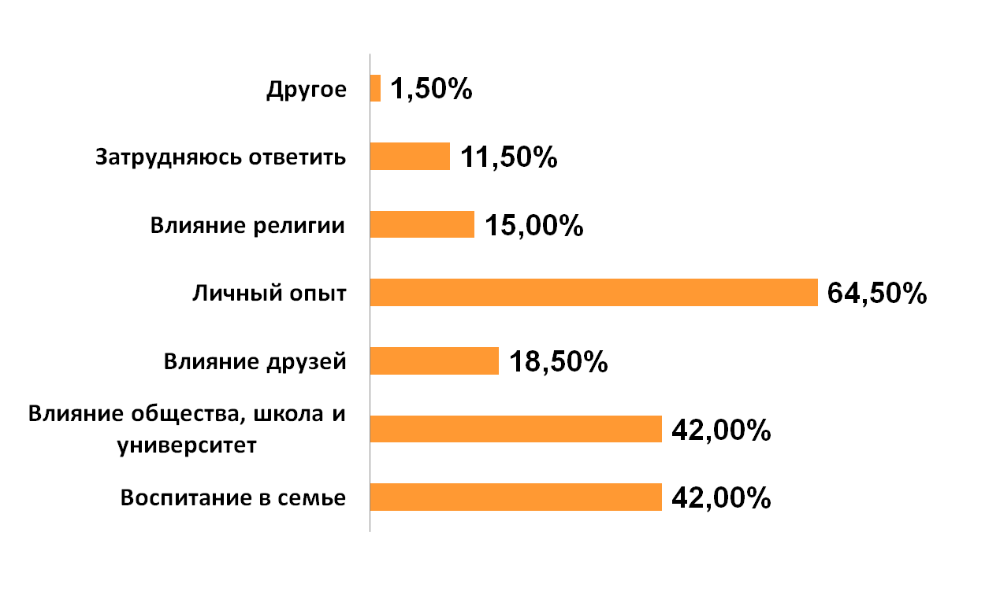 Другое 1,50%
Затрудняюсь ответить 11,50%
Влияние религии 15,00%
Личный опыт 64,50%
Влияние друзей 18,50%
Влияние общества, школа и
университет 42,00%
Воспитание в семье 42,00%